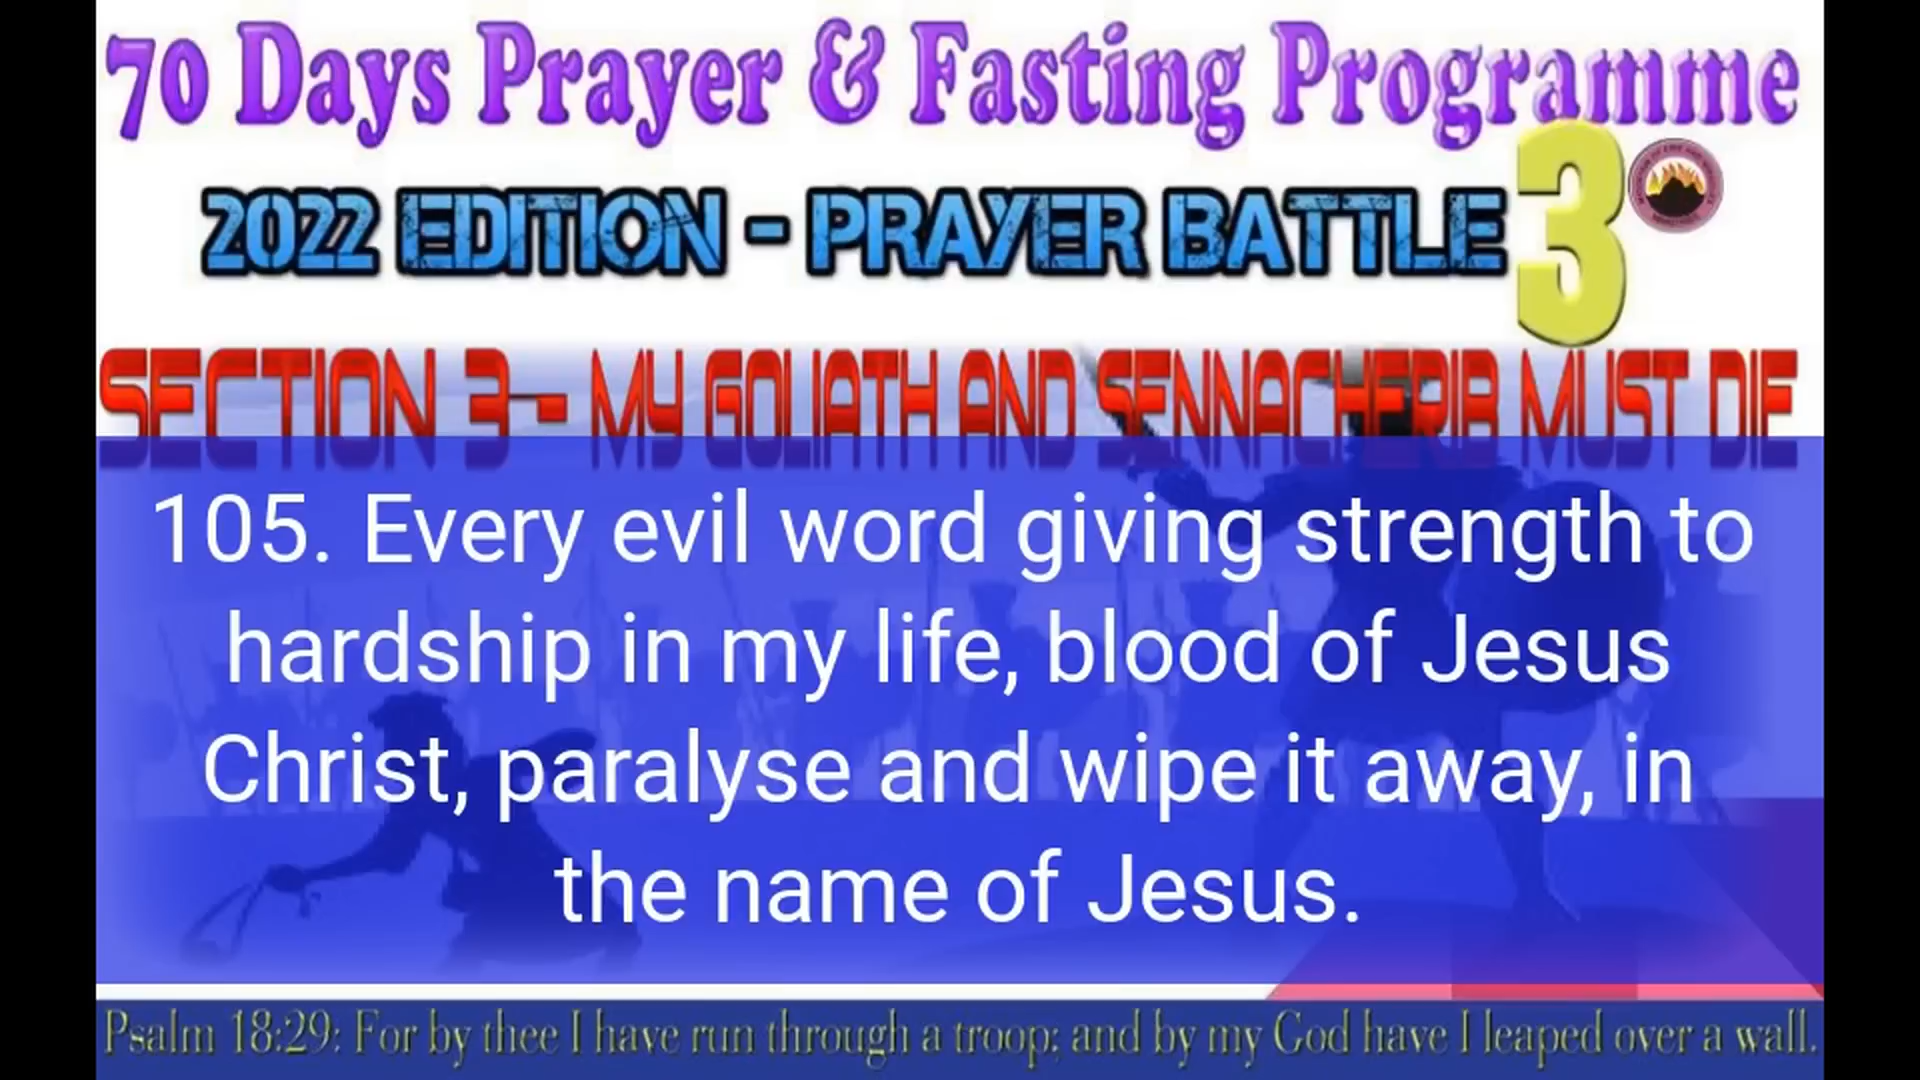 70 Days Prayer & Fasting Programme
2022 EDITION - PRAYER BATTLE 3
SECTION 3 - MY GOLIATH AND SENNACHERIB MUST DIE
105. Every evil word giving strength to
hardship in my life, blood of Jesus
Christ, paralyse and wipe it away, in
the name of Jesus.
Psalm 18:29: For by thee I have run through a troop; and by my God have I leaped over a wall.